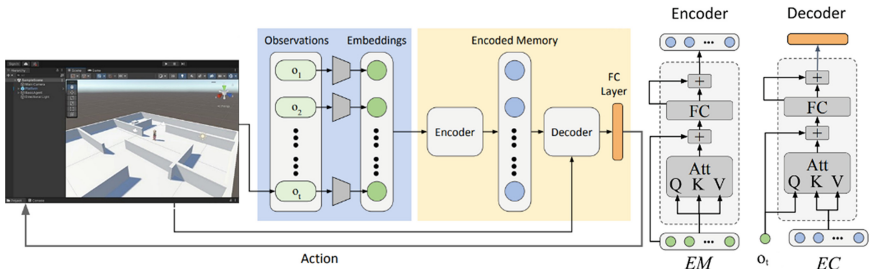 Observations
Embeddings
Encoded Memory
FC
Layer
o1
o2
ot
Encoder
Decoder
Action
Encoder
+
FC
+
Att
Q K V
EM
Decoder
+
FC
+
Att
Q K V
ot
EC